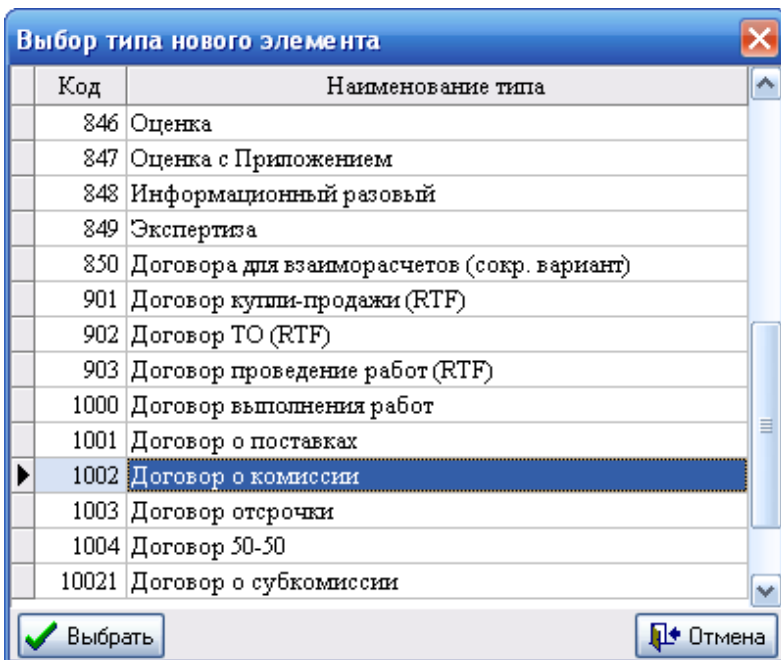 Выбор типа нового элемента
Код Наименование типа
846 Оценка
847 Оценка с Приложением
848 Информационный разовый
849 Экспертиза
850 Договора для взаиморасчетов (сокр. вариант)
901 Договор купли-продажи (RTF)
902 Договор ТО (RTF)
903 Договор проведение работ (RTF)
1000 Договор выполнения работ
1001 Договор о поставках
1002 Договор о комиссии
1003 Договор отсрочки
1004 Договор 50-50
10021 Договор о субкомиссии
Выбрать Отмена